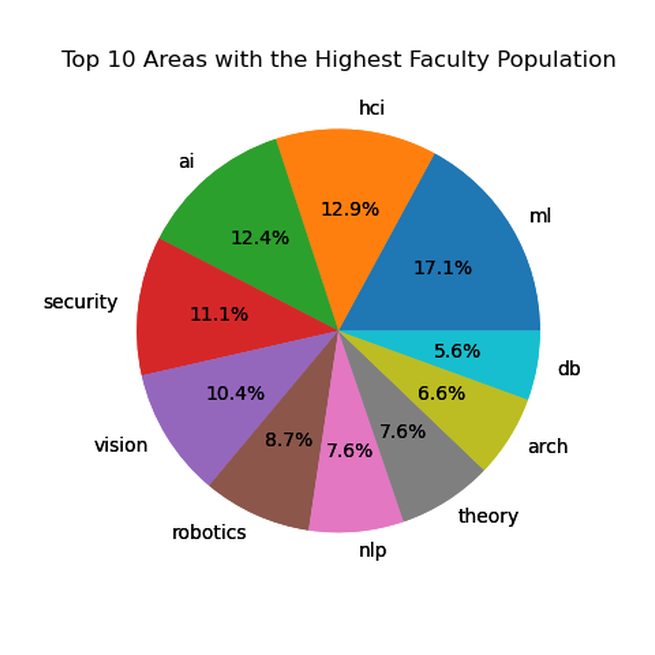 Top 10 Areas with the Highest Faculty Population
hci
ai
12.9%
ml
12.4%
17.1%
security
11.1%
5.6%
db
10.4%
6.6%
vision
8.7%
7.6%
7.6%
arch
robotics
theory
nlp